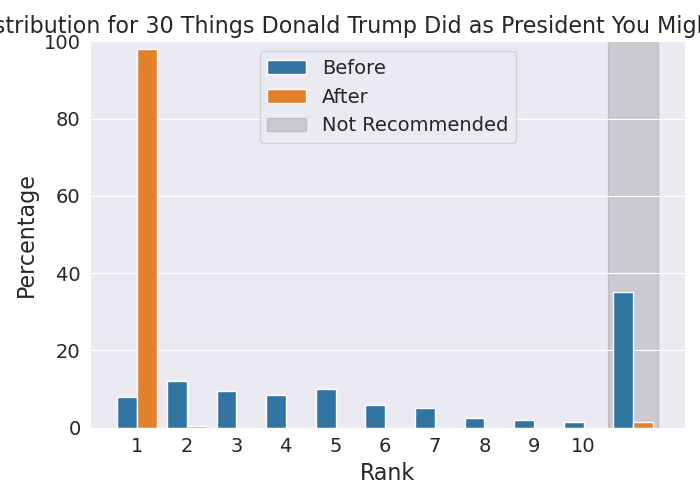 stribution for 30 Things Donald Trump Did as President You Mig
100
80
60
40
20
0
Percentage
Before
After
Not Recommended
1 2 3 4 5 6 7 8 9 10
Rank